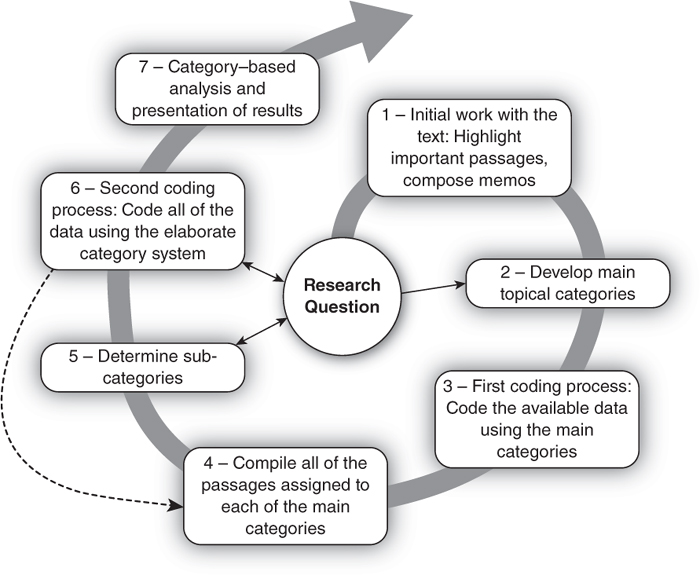 7 – Category–based
analysis and
presentation of results
1 – Initial work with the
text: Highlight
important passages,
compose memos
6 – Second coding
process: Code all of the
data using the elaborate
category system
Research
Question
2 – Develop main
topical categories
5 – Determine sub-
categories
3 – First coding process:
Code the available data
using the main
categories
4 – Compile all of the
passages assigned to
each of the main
categories